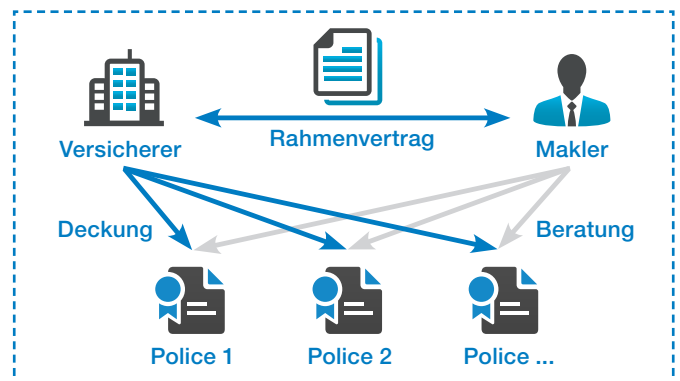 Rahmenvertrag
Versicherer
Makler
Deckung
Beratung
Police 1
Police 2
Police ...